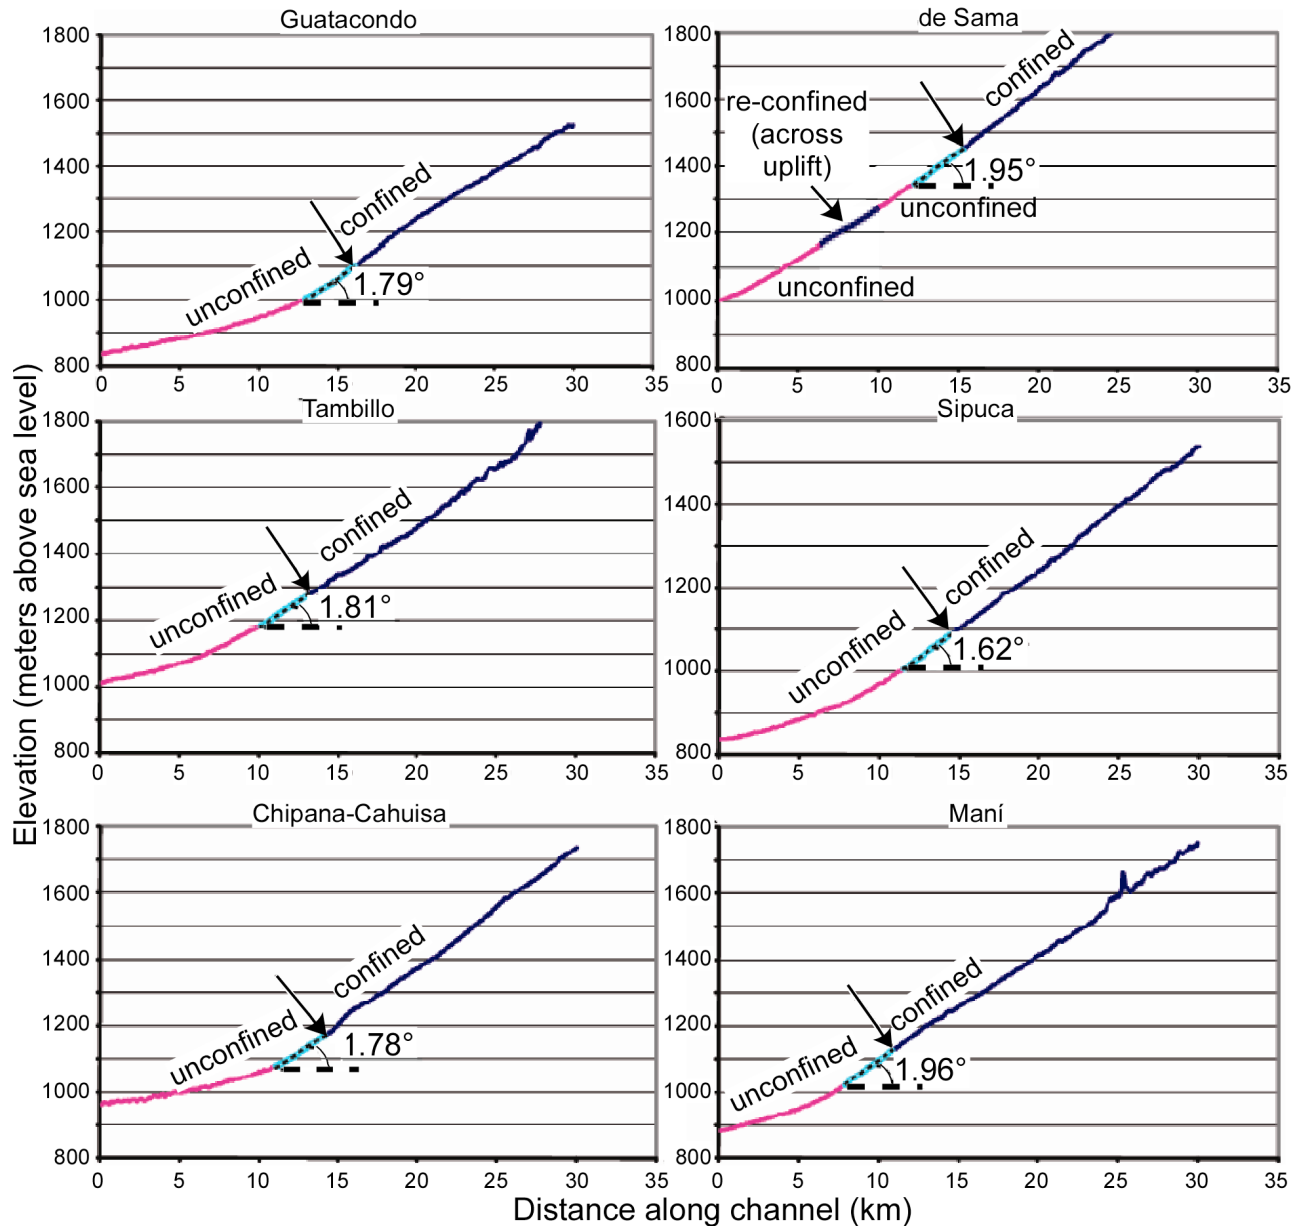 Guatacondo
1800
1600
1400
1200
1000
800
0 5 10 15 20 25 30 35
unconfined
confined
1.79°
de Sama
1800
1600
1400
1200
1000
800
0 5 10 15 20 25 30 35
re-confined
(across
uplift)
confined
1.95°
unconfined
unconfined
Tambillo
1800
1600
1400
1200
1000
800
0 5 10 15 20 25 30 35
unconfined
confined
1.81°
Sipuca
1600
1400
1200
1000
800
0 5 10 15 20 25 30 35
unconfined
confined
1.62°
Chipana-Cahuisa
1800
1600
1400
1200
1000
800
0 5 10 15 20 25 30 35
unconfined
confined
1.78°
Maní
1800
1600
1400
1200
1000
800
0 5 10 15 20 25 30 35
unconfined
confined
1.96°
Elevation (meters above sea level)
Distance along channel (km)